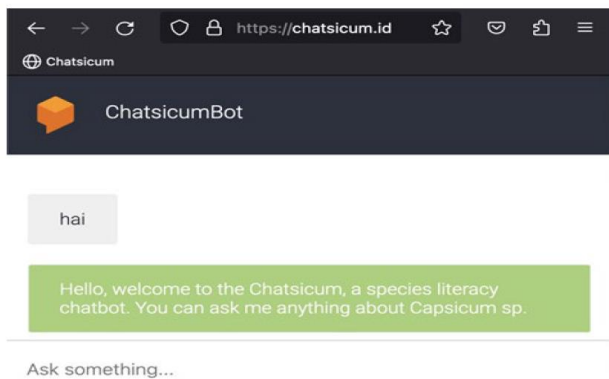 https://chatsicum.id
Chatsicum
ChatsicumBot
hai
Hello, welcome to the Chatsicum, a species literacy
chatbot. You can ask me anything about Capsicum sp.
Ask something...